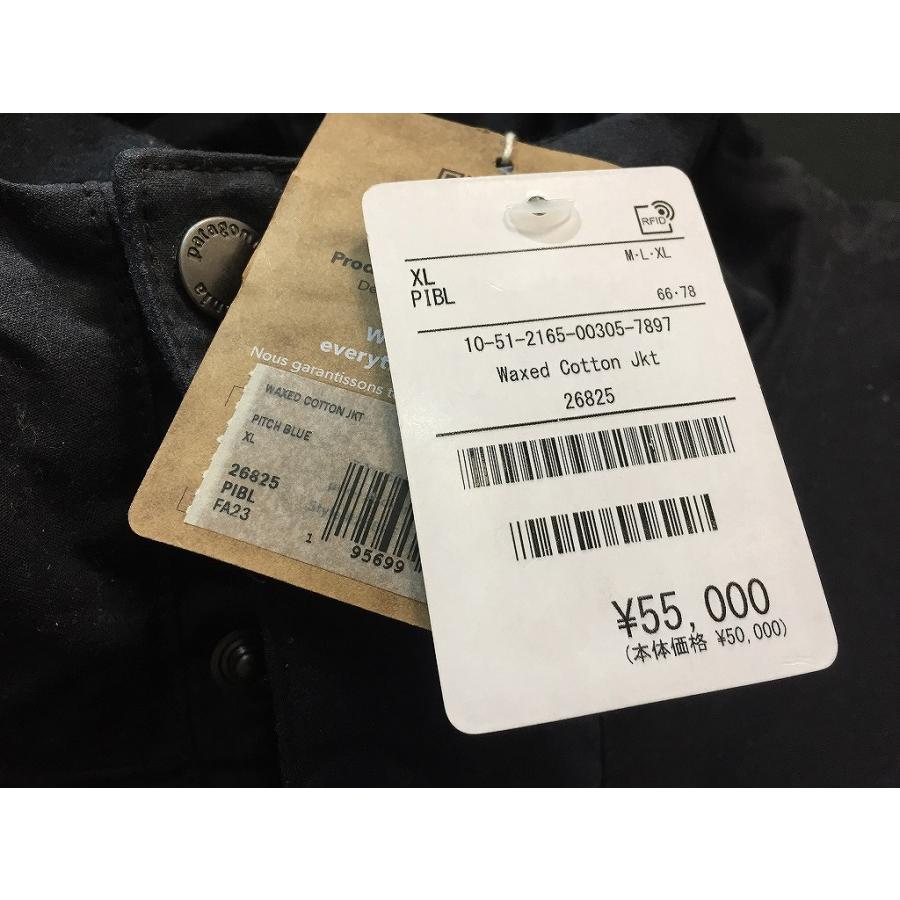 patagonia
Prod
De
W
everyt
Nous garantissons
WAXED COTTON JKT
PITCH BLUE
XL
26825
PIBL
FA23
1
95699
RFID
M·L·XL
XL
PIBL
66·78
10-51-2165-00305-7897
Waxed Cotton Jkt
26825
¥55,000
(本体価格 ¥50,000)